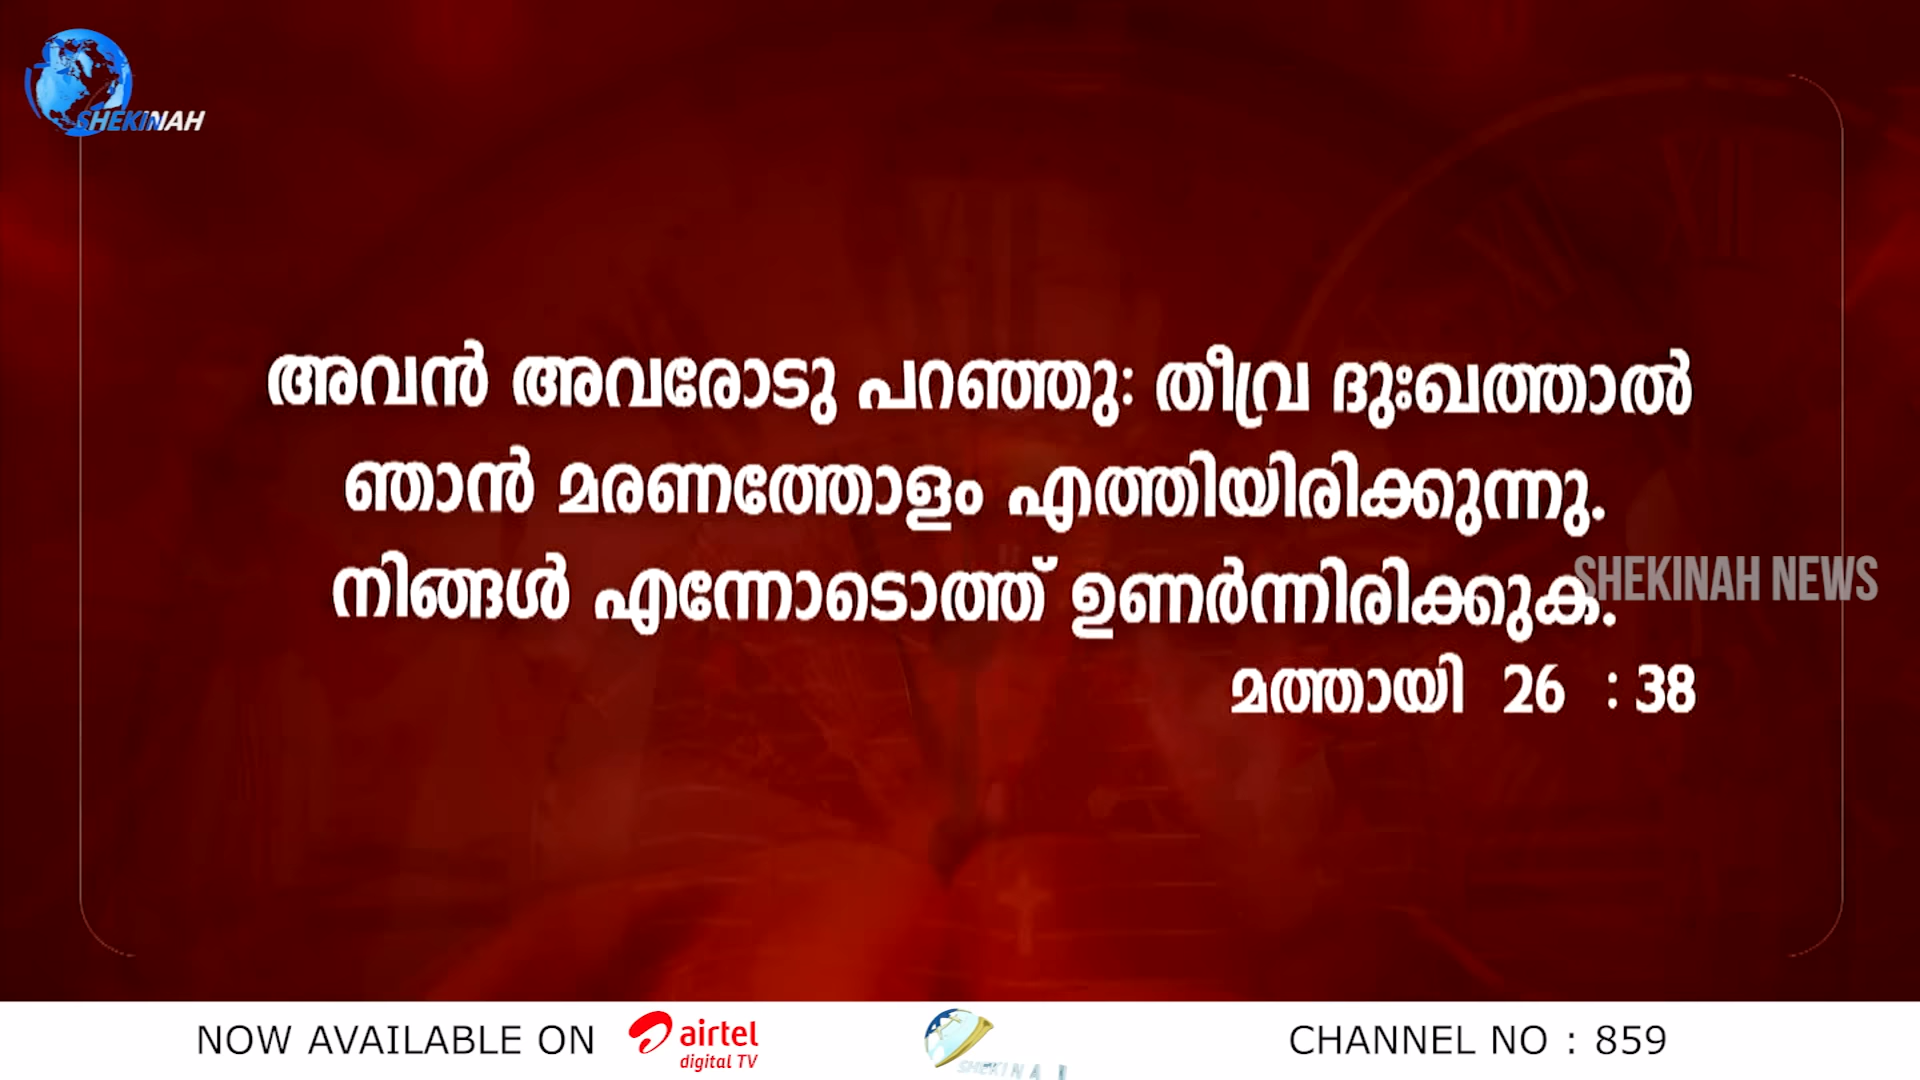 SHEKINAH
അവൻ അവരോടു പറഞ്ഞു: തീവ്ര ദുഃഖത്താൽ
ഞാൻ മരണത്തോളം എത്തിയിരിക്കുന്നു.
നിങ്ങൾ എന്നോടൊത്ത് ഉണർന്നിരിക്കുക.
SHEKINAH NEWS
മത്തായി 26 : 38
NOW AVAILABLE ON airtel digital TV CHANNEL NO : 859